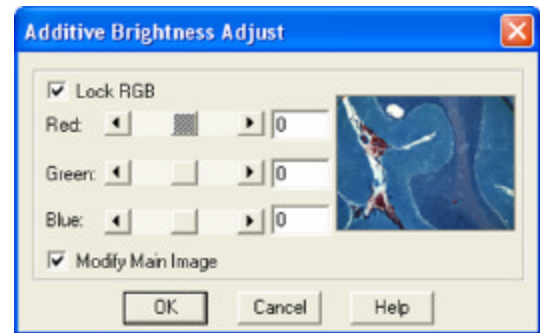 Additive Brightness Adjust
Lock RGB
Red: 0
Green: 0
Blue: 0
Modify Main Image
OK Cancel Help